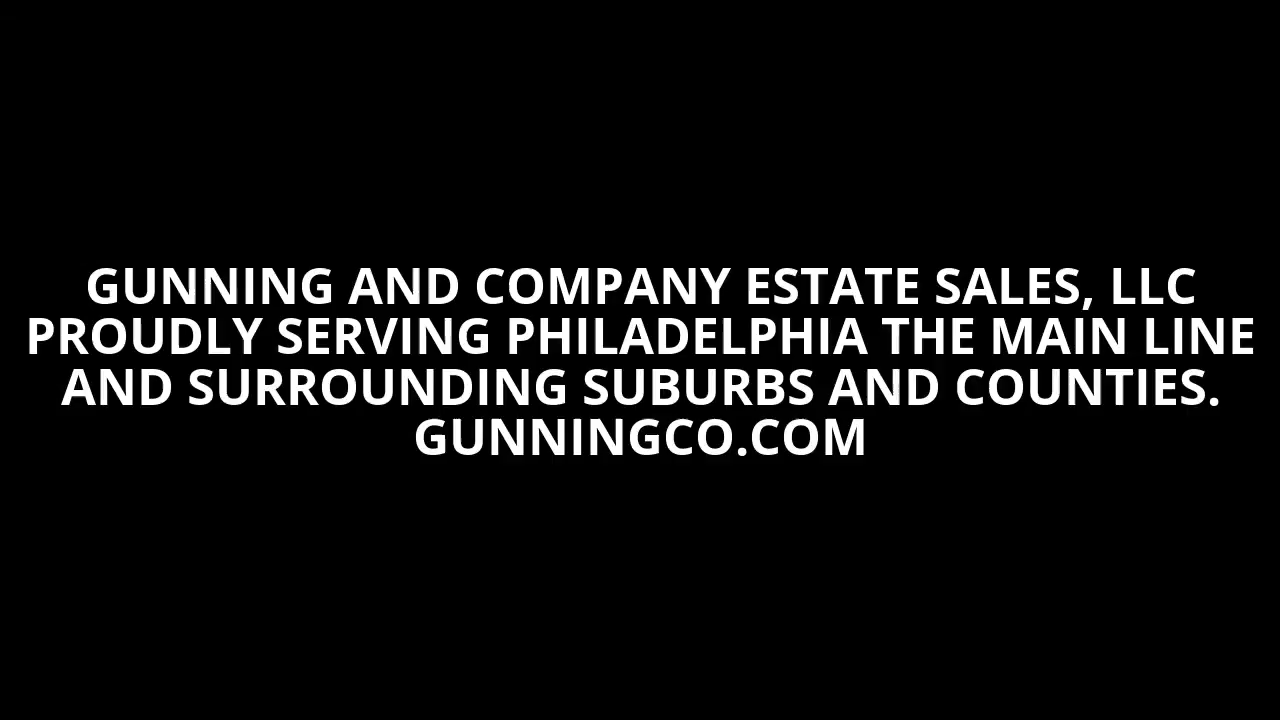 GUNNING AND COMPANY ESTATE SALES, LLC
PROUDLY SERVING PHILADELPHIA THE MAIN LINE
AND SURROUNDING SUBURBS AND COUNTIES.
GUNNINGCO.COM